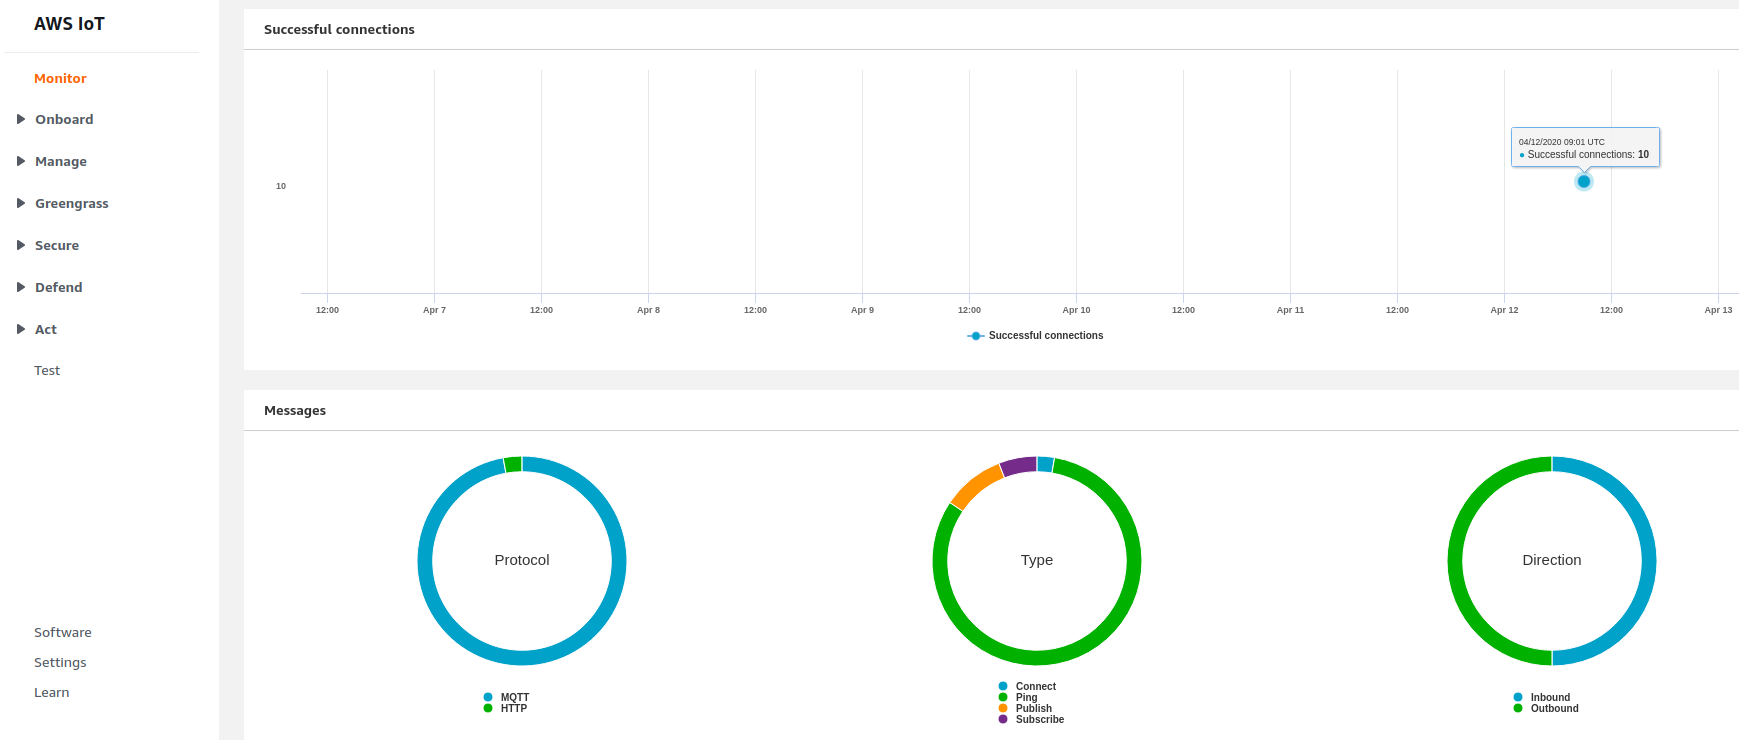 AWS IoT
Monitor
Onboard
Manage
Greengrass
Secure
Defend
Act
Test
Software
Settings
Learn
Successful connections
04/12/2020 09:01 UTC
● Successful connections: 10
10
12:00 Apr 7 12:00 Apr 8 12:00 Apr 9 12:00 Apr 10 12:00 Apr 11 12:00 Apr 12 12:00 Apr 13
Successful connections
Messages
Protocol
MQTT
HTTP
Type
Connect
Ping
Publish
Subscribe
Direction
Inbound
Outbound